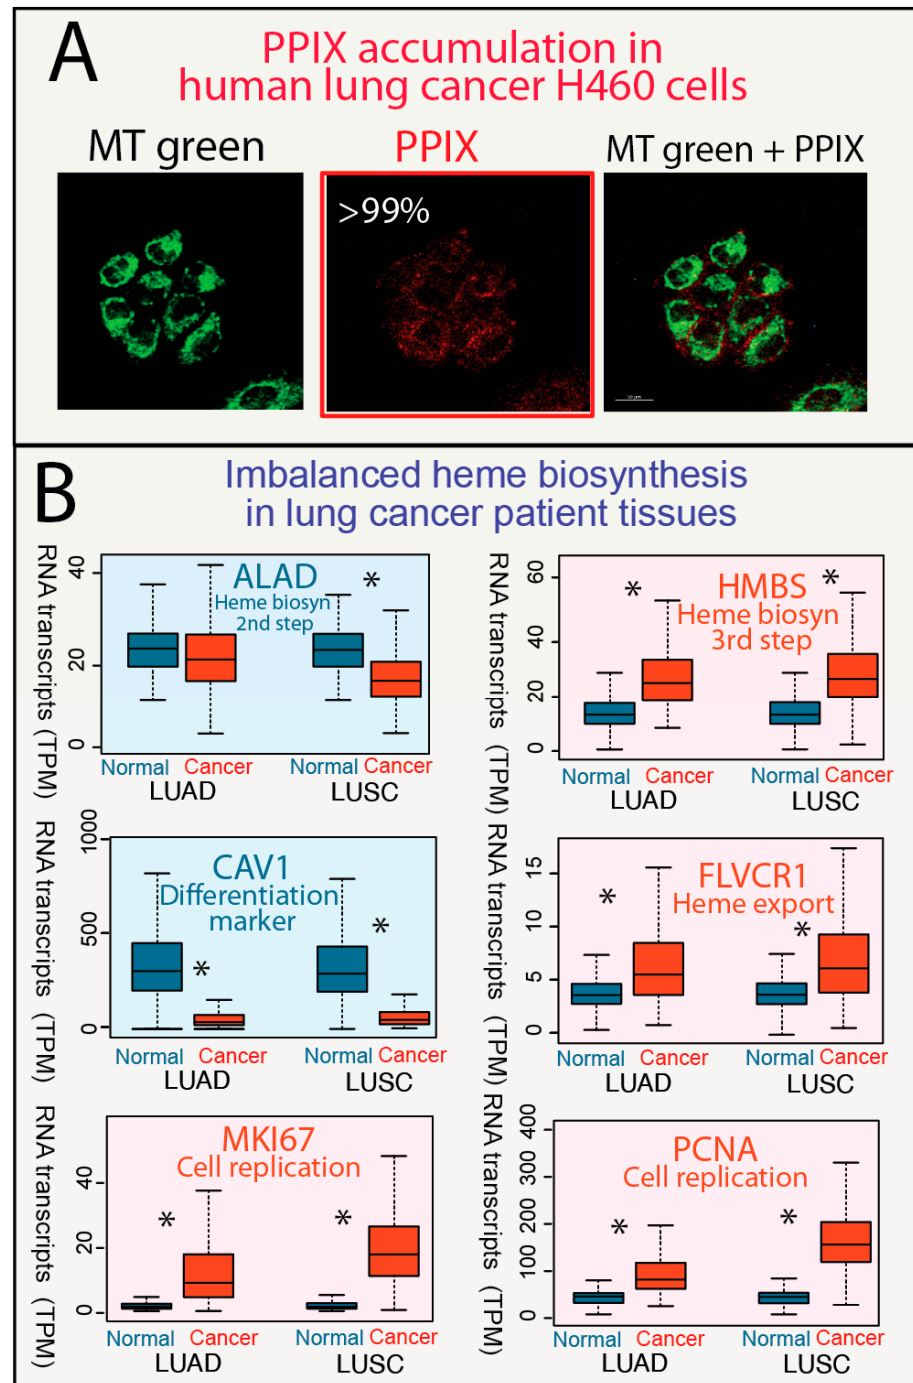 A
PPIX accumulation in
human lung cancer H460 cells
MT green
PPIX
MT green + PPIX
>99%
B
Imbalanced heme biosynthesis
in lung cancer patient tissues
RNA transcripts (TPM)
40
20
0
ALAD
Heme biosyn
2nd step
*
Normal Cancer
LUAD
Normal Cancer
LUSC
RNA transcripts (TPM)
60
40
20
0
*
HMBS
Heme biosyn
3rd step
*
Normal Cancer
LUAD
Normal Cancer
LUSC
RNA transcripts (TPM)
1000
500
0
CAV1
Differentiation
marker
*
*
Normal Cancer
LUAD
Normal Cancer
LUSC
RNA transcripts (TPM)
15
10
5
0
FLVCR1
Heme export
*
*
Normal Cancer
LUAD
Normal Cancer
LUSC
RNA transcripts (TPM)
40
20
0
MKI67
Cell replication
*
*
Normal Cancer
LUAD
Normal Cancer
LUSC
RNA transcripts (TPM)
400
300
200
100
0
PCNA
Cell replication
*
*
Normal Cancer
LUAD
Normal Cancer
LUSC